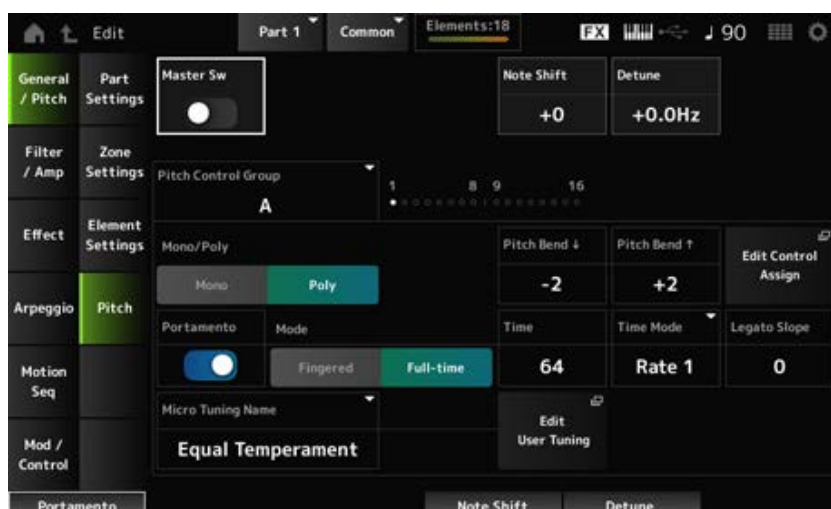 Edit
Part 1
Common
Elements:18
FX
90
General / Pitch
Part Settings
Master Sw
Note Shift
+0
Detune
+0.0Hz
Filter / Amp
Zone Settings
Pitch Control Group
A
1 8 9 16
Effect
Element Settings
Mono/Poly
Mono
Poly
Pitch Bend ↓
-2
Pitch Bend ↑
+2
Edit Control
Assign
Arpeggio
Pitch
Portamento
Mode
Fingered
Full-time
Time
64
Time Mode
Rate 1
Legato Slope
0
Motion
Seq
Micro Tuning Name
Equal Temperament
Edit
User Tuning
Mod /
Control
Portamento
Note Shift
Detune